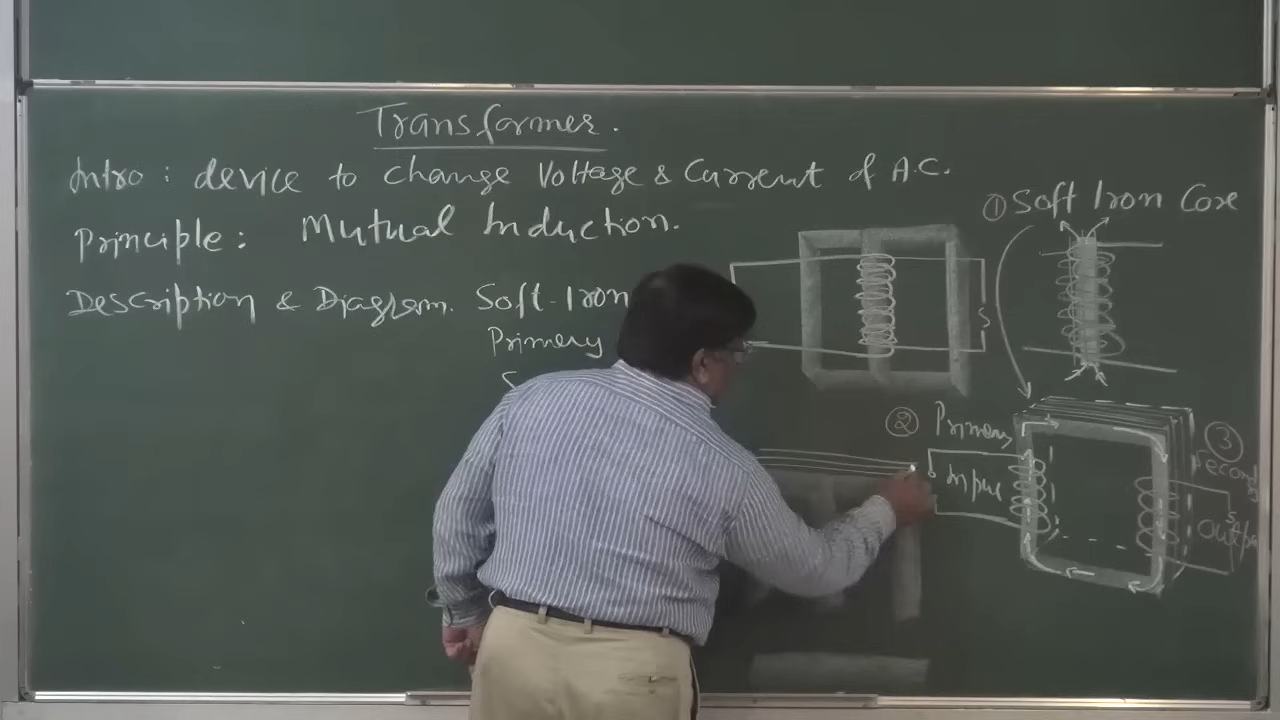 Transformer.
Intro : device to change Voltage & Current of A.C.
Principle : Mutual Induction.
Description & Diagram. Soft-Iron
Primary
S
S
① Soft Iron Core
② Primary
Input
③
Output
S